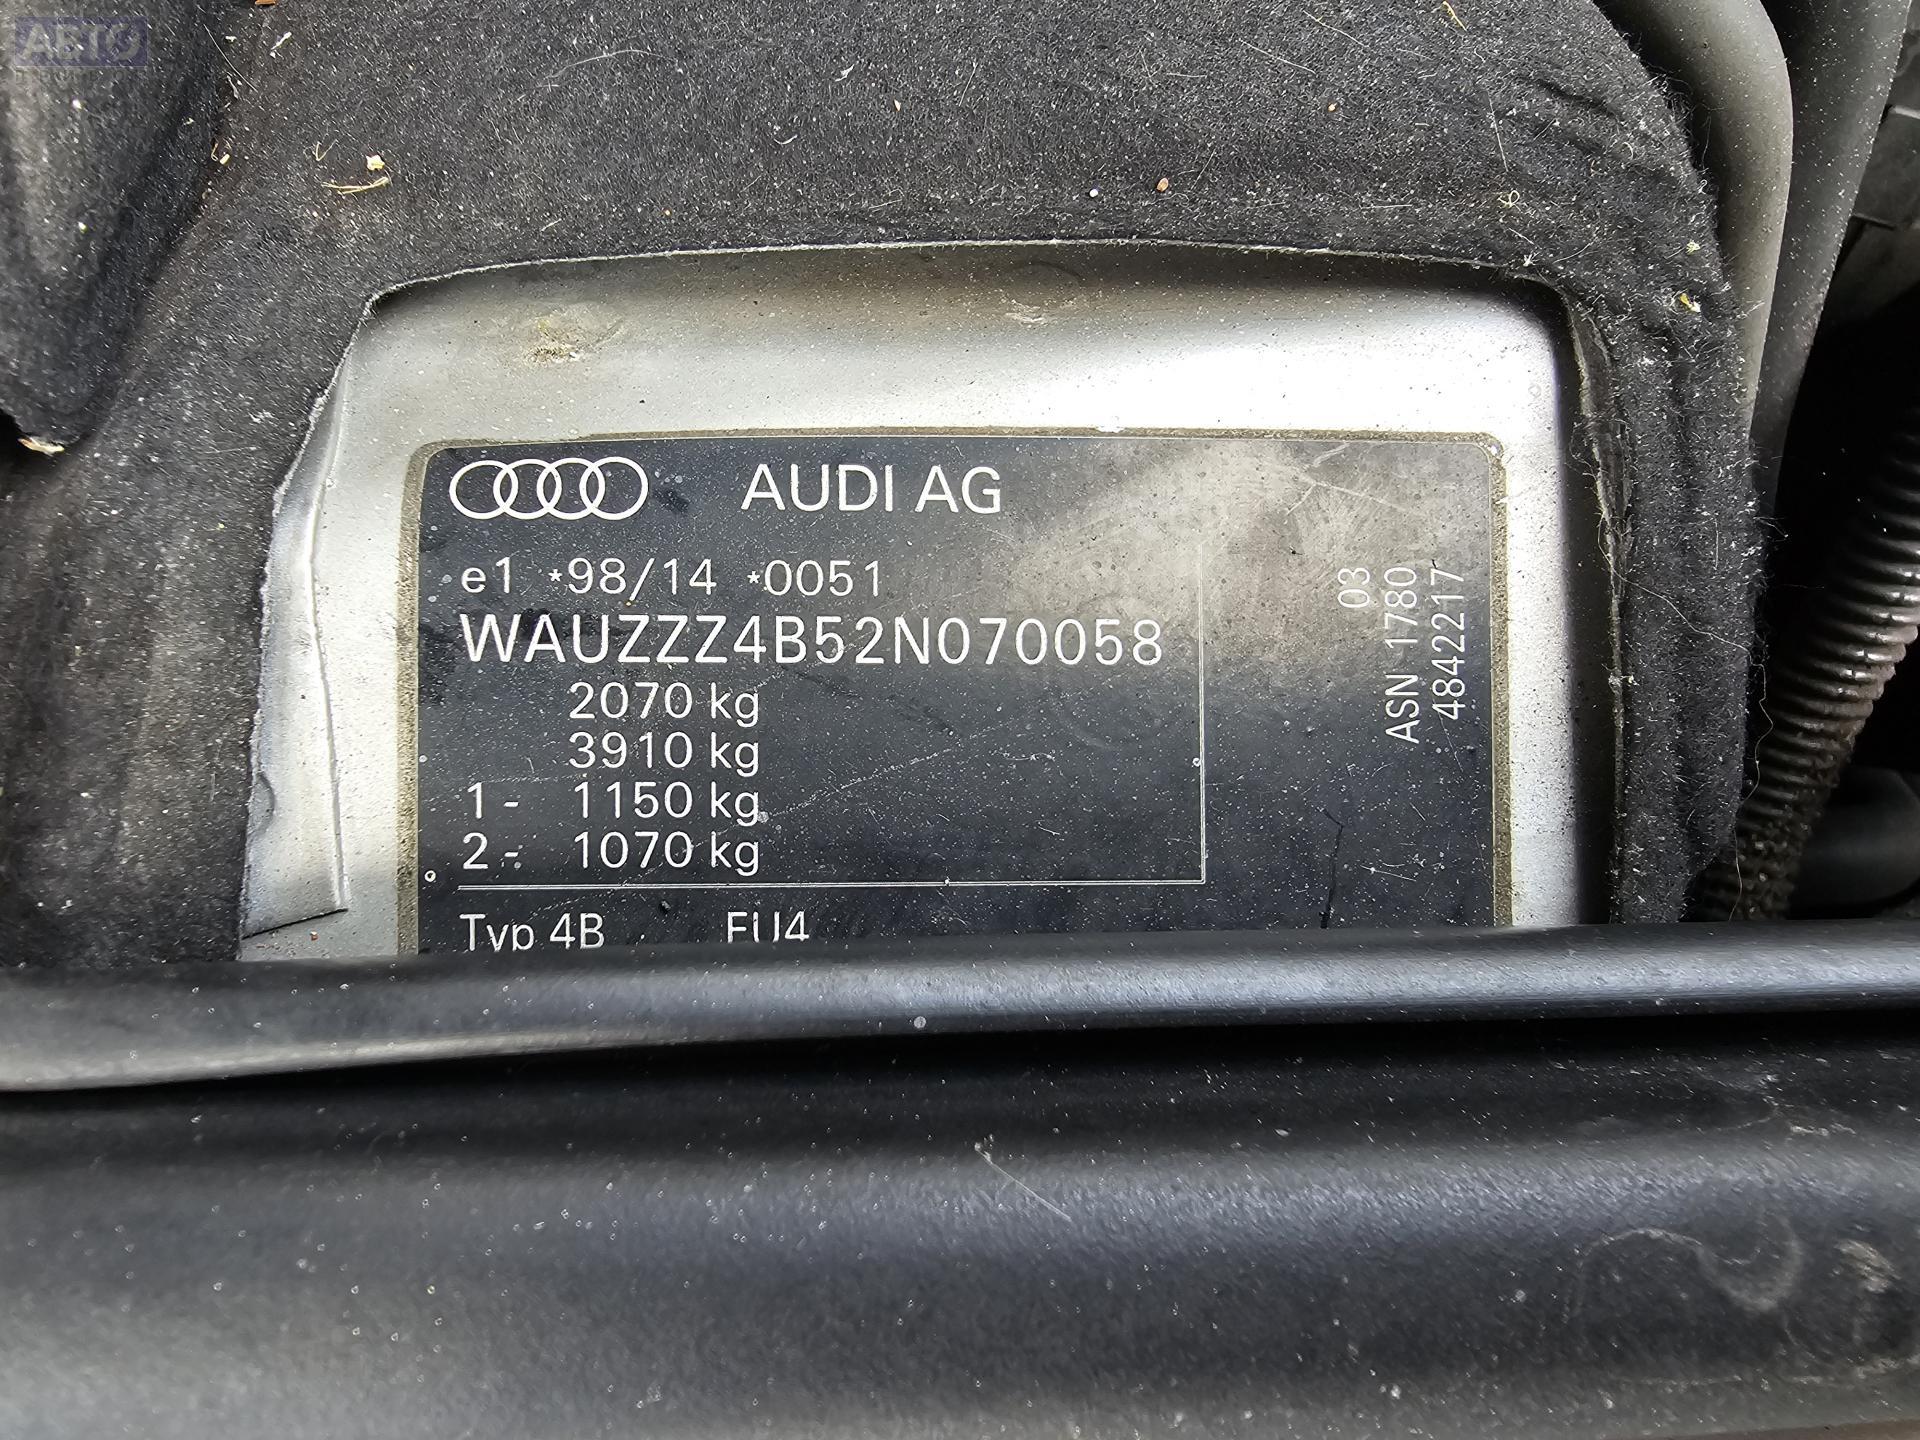 АВТО
AUDI AG
e1 *98/14 *0051
WAUZZZ4B52N070058
2070 kg
3910 kg
1- 1150 kg
2- 1070 kg
Typ 4B EU4
03
ASN 1780
4842217